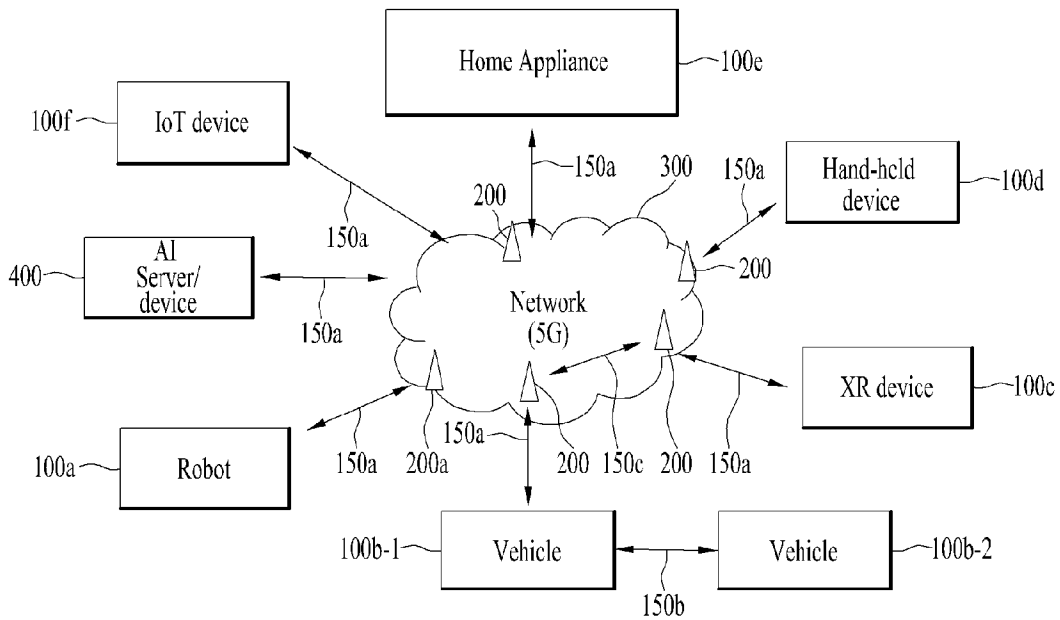 Home Appliance
100e
100f
IoT device
150a
300
150a
Hand-held
device
100d
200
150a
400
AI
Server/
device
150a
200
Network
(5G)
XR device
100c
150a
100a
Robot
150a
200a
200
150c
200
150a
100b-1
Vehicle
Vehicle
100b-2
150b